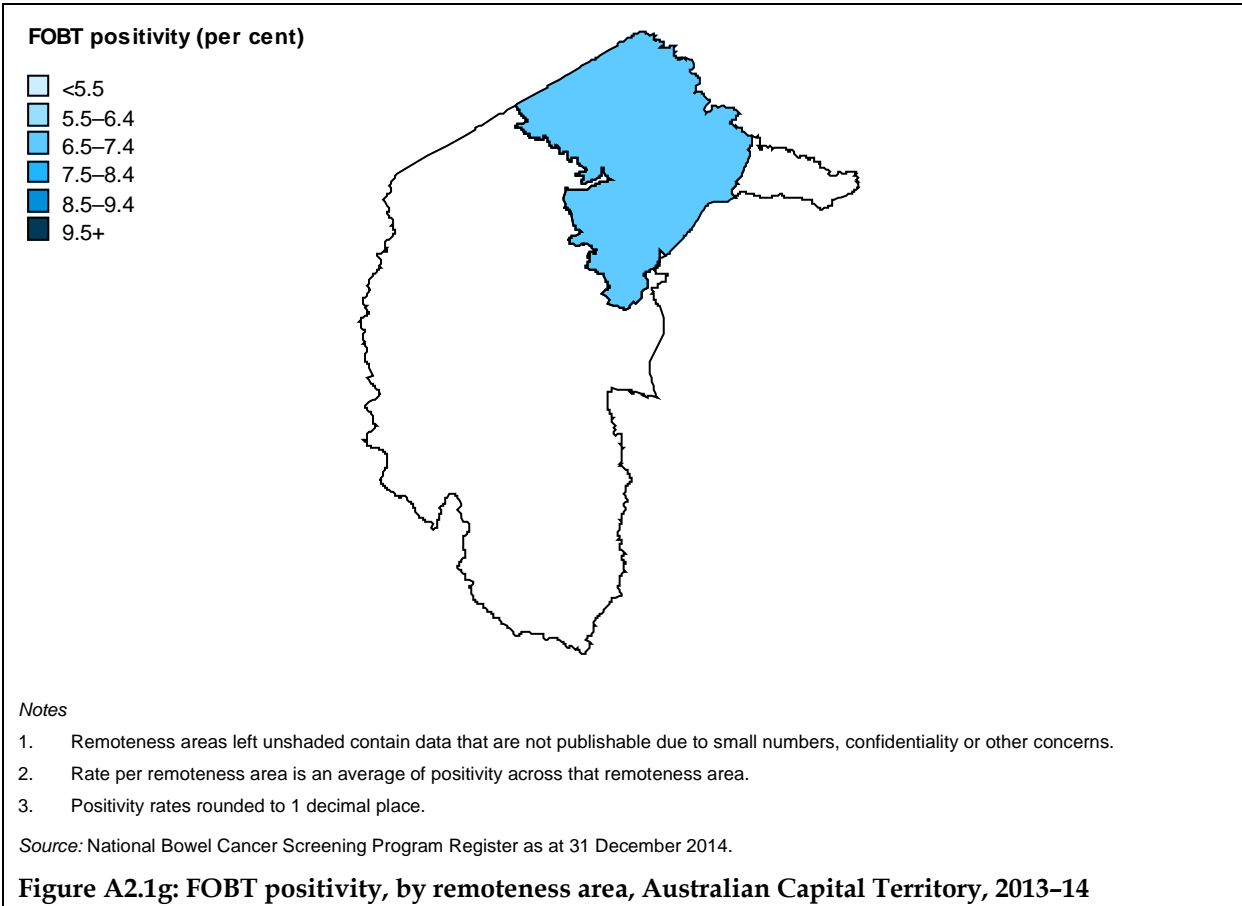 FOBT positivity (per cent)
<5.5
5.5–6.4
6.5–7.4
7.5–8.4
8.5–9.4
9.5+
Notes
1. Remoteness areas left unshaded contain data that are not publishable due to small numbers, confidentiality or other concerns.
2. Rate per remoteness area is an average of positivity across that remoteness area.
3. Positivity rates rounded to 1 decimal place.
Source: National Bowel Cancer Screening Program Register as at 31 December 2014.
Figure A2.1g: FOBT positivity, by remoteness area, Australian Capital Territory, 2013–14